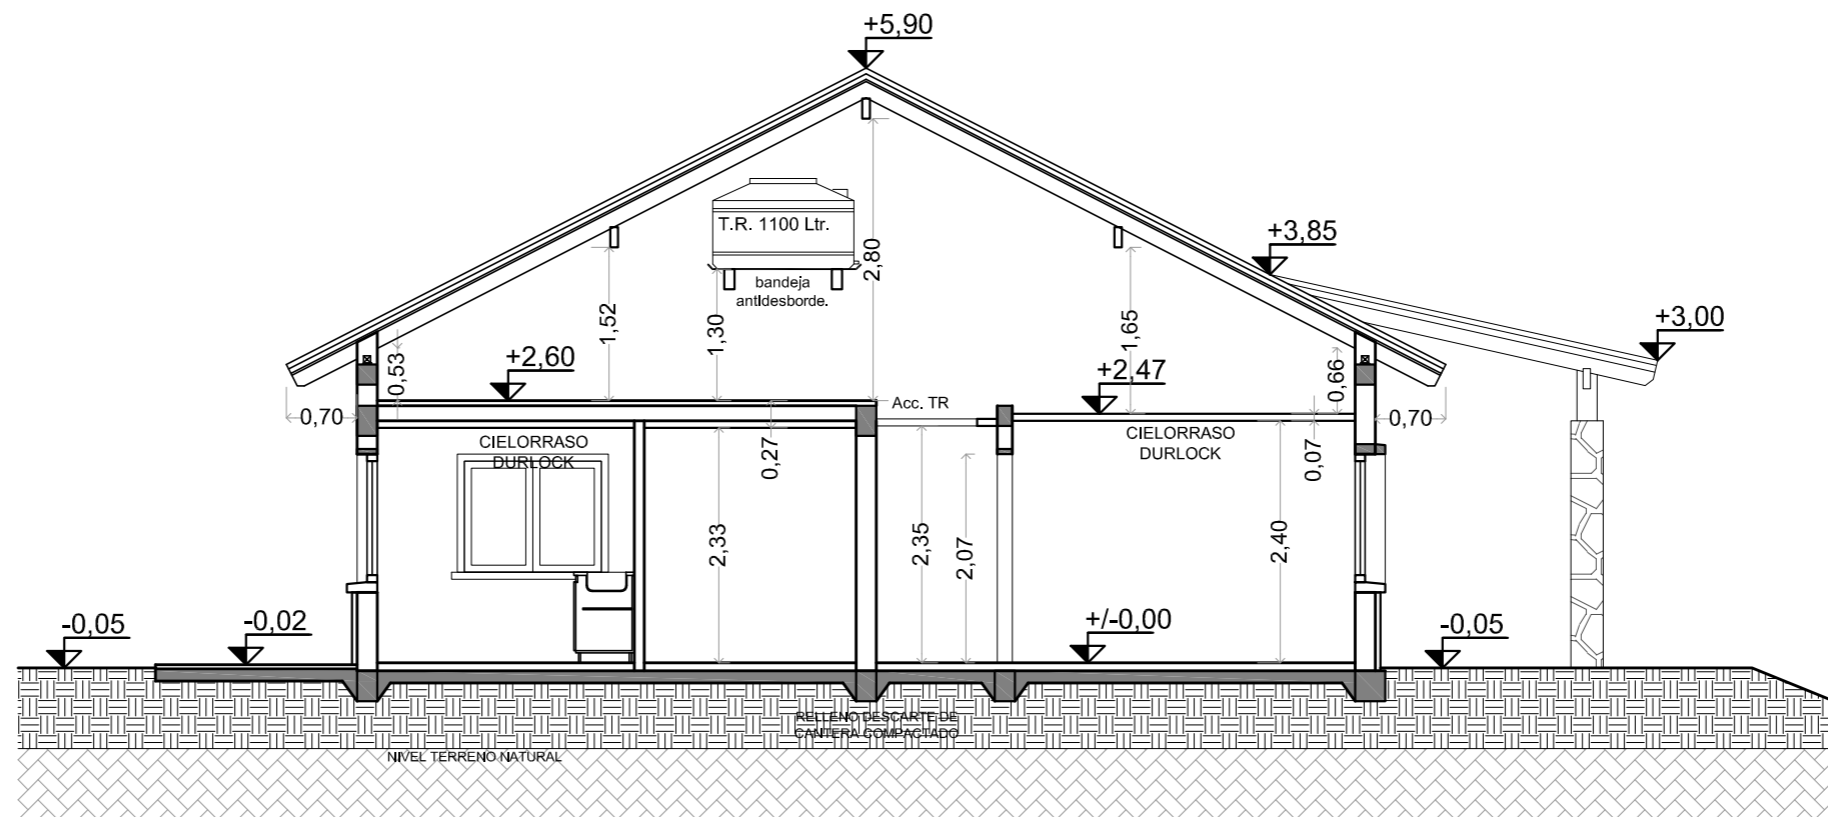 +5,90
T.R. 1100 Ltr.
bandeja
antidesborde.
2,80
+3,85
+3,00
1,52
1,30
1,65
0,53
+2,60
+2,47
0,66
0,70
Acc. TR
0,70
CIELORRASO
DURLOCK
0,27
CIELORRASO
DURLOCK
0,07
2,33
2,35
2,07
2,40
-0,05
-0,02
+/-0,00
-0,05
RELLENO DESCARTE DE
CANTERA COMPACTADO
NIVEL TERRENO NATURAL